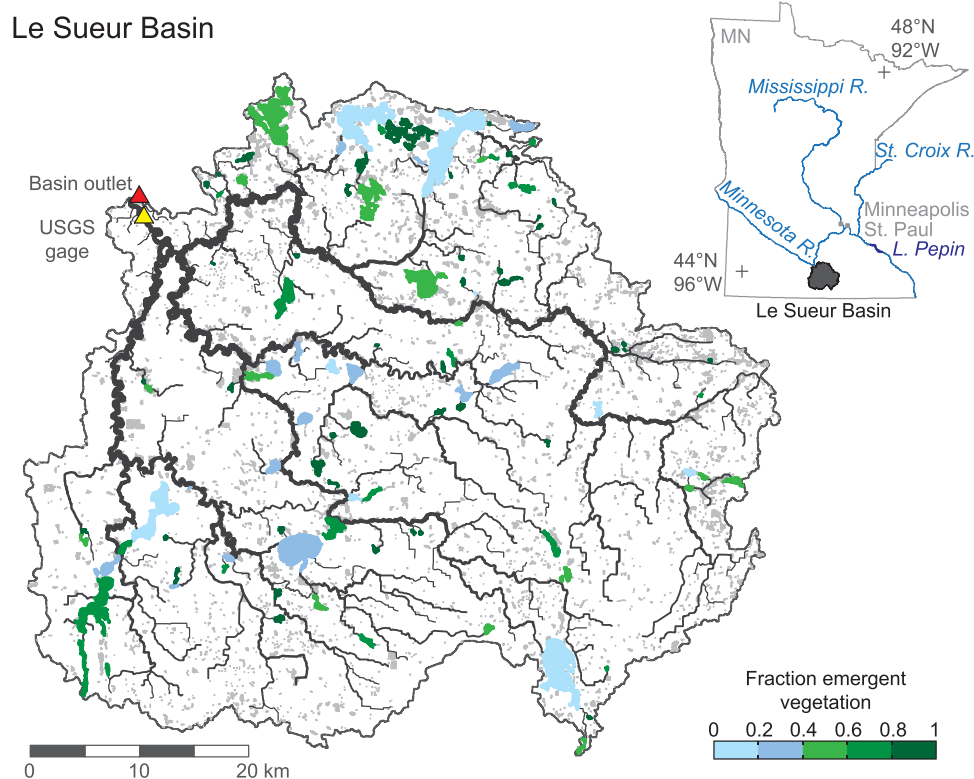 Le Sueur Basin
MN
48°N
92°W
Mississippi R.
St. Croix R.
Minnesota R.
Minneapolis
St. Paul
L. Pepin
44°N
96°W
Le Sueur Basin
Basin outlet
USGS
gage
Fraction emergent
vegetation
0 0.2 0.4 0.6 0.8 1
0 10 20 km